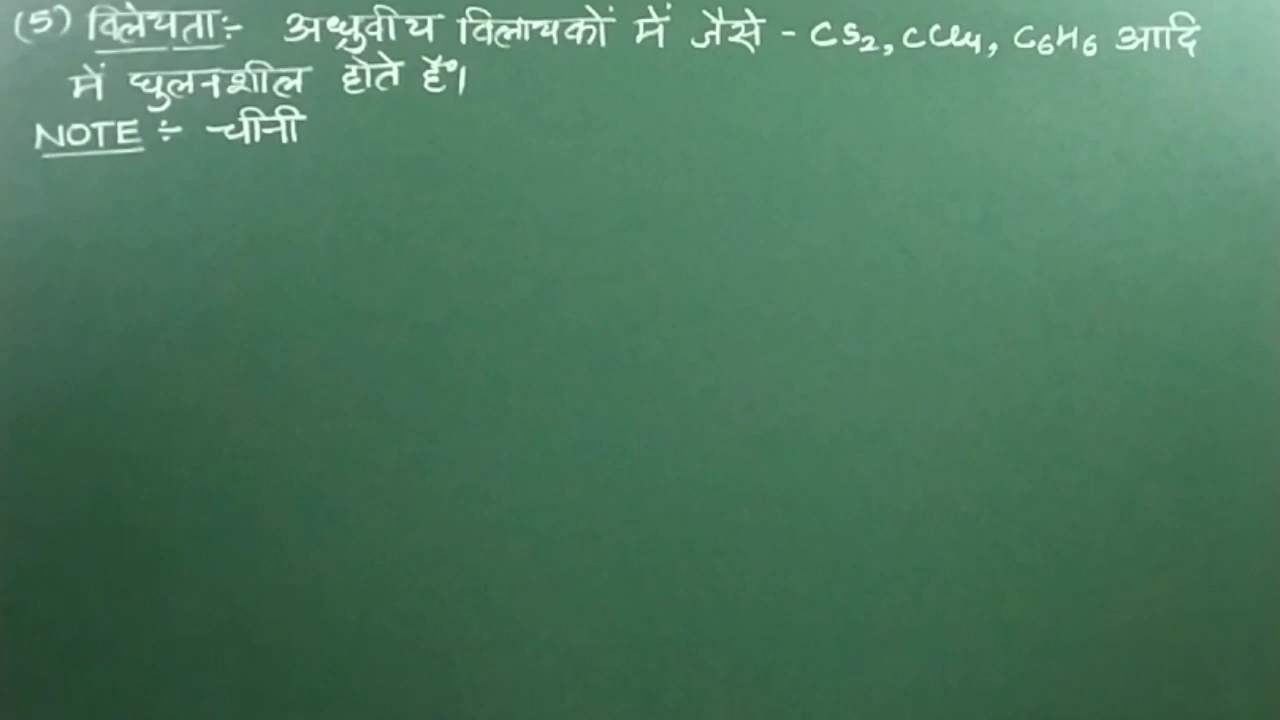 (5) विलेयता:- अध्रुवीय विलायकों में जैसे - CS₂, CCl₄, C₆H₆ आदि
में घुलनशील होते हैं।
NOTE :- चीनी